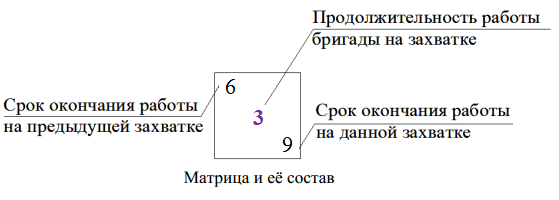 Продолжительность работы
бригады на захватке
6
Срок окончания работы
на предыдущей захватке
3
Срок окончания работы
на данной захватке
9
Матрица и её состав